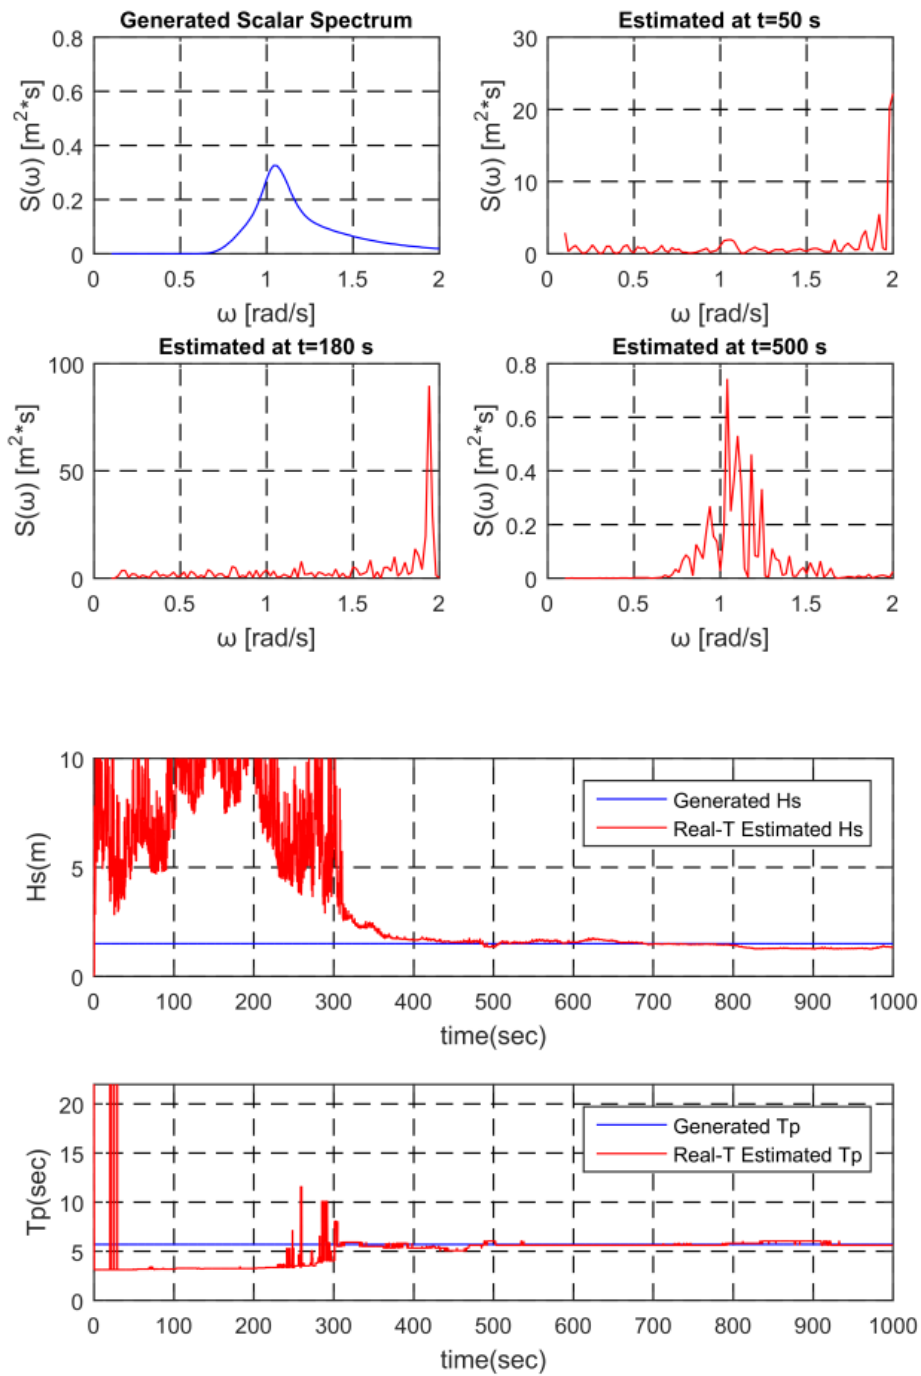 Generated Scalar Spectrum
S(ω) [m²*s]
0.8
0.6
0.4
0.2
0
0 0.5 1 1.5 2
ω [rad/s]
Estimated at t=50 s
S(ω) [m²*s]
30
20
10
0
0 0.5 1 1.5 2
ω [rad/s]
Estimated at t=180 s
S(ω) [m²*s]
100
50
0
0 0.5 1 1.5 2
ω [rad/s]
Estimated at t=500 s
S(ω) [m²*s]
0.8
0.6
0.4
0.2
0
0 0.5 1 1.5 2
ω [rad/s]
Hs(m)
10
5
0
Generated Hs
Real-T Estimated Hs
0 100 200 300 400 500 600 700 800 900 1000
time(sec)
Tp(sec)
20
15
10
5
0
Generated Tp
Real-T Estimated Tp
0 100 200 300 400 500 600 700 800 900 1000
time(sec)